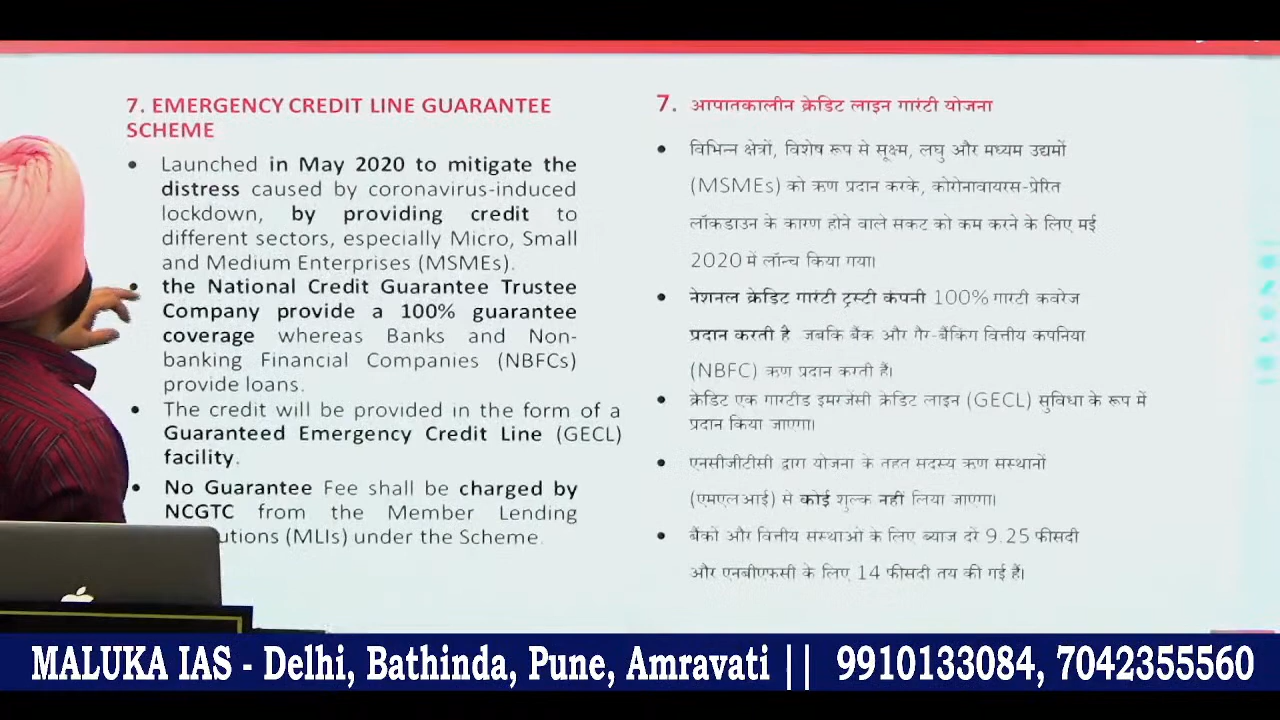 7. EMERGENCY CREDIT LINE GUARANTEE
SCHEME
• Launched in May 2020 to mitigate the
distress caused by coronavirus-induced
lockdown, by providing credit to
different sectors, especially Micro, Small
and Medium Enterprises (MSMEs).
• the National Credit Guarantee Trustee
Company provide a 100% guarantee
coverage whereas Banks and Non-
banking Financial Companies (NBFCs)
provide loans.
• The credit will be provided in the form of a
Guaranteed Emergency Credit Line (GECL)
facility.
• No Guarantee Fee shall be charged by
NCGTC from the Member Lending
utions (MLIs) under the Scheme.
7. आपातकालीन क्रेडिट लाइन गारंटी योजना
• विभिन्न क्षेत्रों, विशेष रूप से सूक्ष्म, लघु और मध्यम उद्यमों
(MSMEs) को ऋण प्रदान करके, कोरोनावायरस-प्रेरित
लॉकडाउन के कारण होने वाले सकट को कम करने के लिए मई
2020 में लॉन्च किया गया।
• नेशनल क्रेडिट गारंटी ट्रस्टी कंपनी 100% गारटी कवरेज
प्रदान करती है जबकि बैंक और गैर-बैंकिग वित्तीय कपनिया
(NBFC) ऋण प्रदान करती हैं।
• क्रेडिट एक गारटीड इमरजेंसी क्रेडिट लाइन (GECL) सुविधा के रूप में
प्रदान किया जाएगा।
• एनसीजीटीसी द्वारा योजना के तहत सदस्य ऋण सस्थानों
(एमएलआई) से कोई शुल्क नहीं लिया जाएगा।
• बैंकों और वित्तीय संस्थाओं के लिए ब्याज दरें 9.25 फीसदी
और एनबीएफसी के लिए 14 फीसदी तय की गई हैं।
MALUKA IAS - Delhi, Bathinda, Pune, Amravati || 9910133084, 7042355560